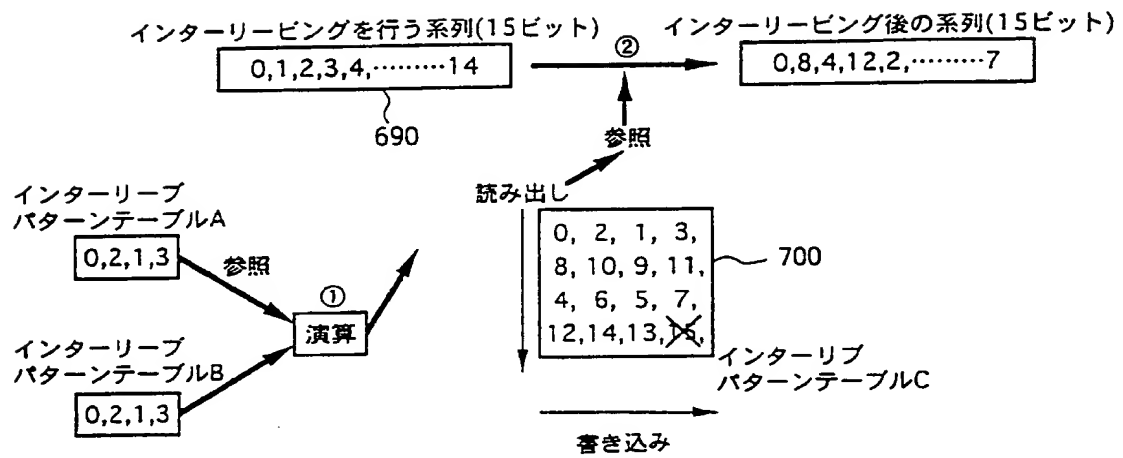 インターリービングを行う系列(15ビット)
インターリービング後の系列(15ビット)
②
0,1,2,3,4,………14
0,8,4,12,2,………7
690
参照
読み出し
インターリーブ
パターンテーブルA
0,2,1,3
参照
①
演算
インターリーブ
パターンテーブルB
0,2,1,3
0, 2, 1, 3,
8, 10, 9, 11,
4, 6, 5, 7,
12,14,13,15,
700
インターリブ
パターンテーブルC
書き込み